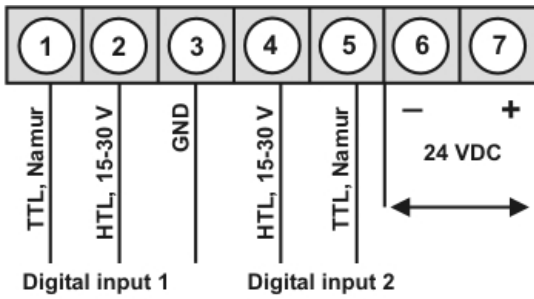 1 2 3 4 5 6 7
TTL, Namur
HTL, 15-30 V
GND
HTL, 15-30 V
TTL, Namur
– +
24 VDC
Digital input 1
Digital input 2